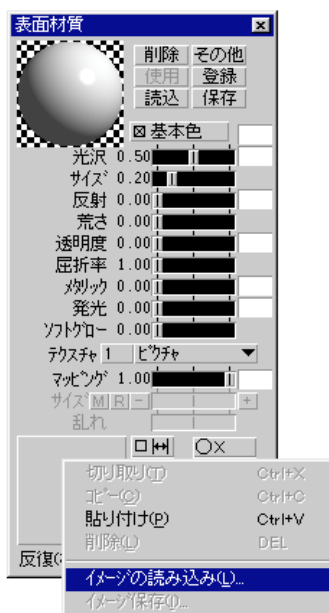 表面材質
削除 その他
使用 登録
読込 保存
基本色
光沢 0.50
ｻｲｽﾞ 0.20
反射 0.00
荒さ 0.00
透明度 0.00
屈折率 1.00
ﾒﾀﾘｯｸ 0.00
発光 0.00
ｿﾌﾄｸﾞﾛｰ 0.00
ﾃｸｽﾁｬ 1 ﾋﾟｸﾁｬ
ﾏｯﾋﾟﾝｸﾞ 1.00
ｻｲｽﾞ M R - +
乱れ
切り取り(T) Ctrl+X
ｺﾋﾟｰ(C) Ctrl+C
貼り付け(P) Ctrl+V
削除(L) DEL
反復(
ｲﾒｰｼﾞの読み込み(L)...
ｲﾒｰｼﾞ保存(I)...